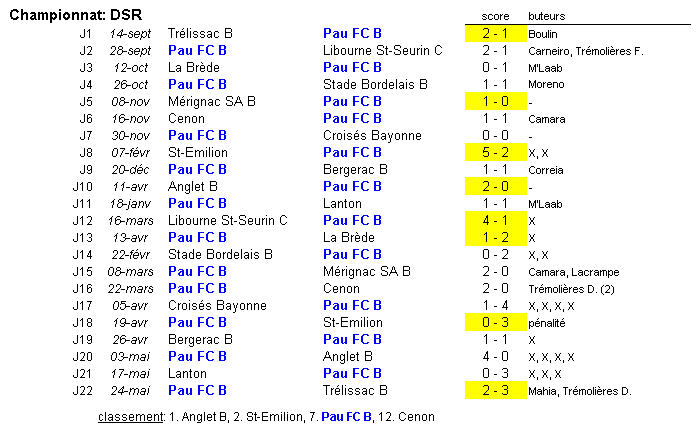 Championnat: DSR score buteurs
J1 14-sept Trélissac B Pau FC B 2 - 1 Boulin
J2 28-sept Pau FC B Libourne St-Seurin C 2 - 1 Carneiro, Trémolières F.
J3 12-oct La Brède Pau FC B 0 - 1 M'Laab
J4 26-oct Pau FC B Stade Bordelais B 1 - 1 Moreno
J5 08-nov Mérignac SA B Pau FC B 1 - 0 -
J6 16-nov Cenon Pau FC B 1 - 1 Camara
J7 30-nov Pau FC B Croisés Bayonne 0 - 0 -
J8 07-févr St-Emilion Pau FC B 5 - 2 X, X
J9 20-déc Pau FC B Bergerac B 1 - 1 Correia
J10 11-avr Anglet B Pau FC B 2 - 0 -
J11 18-janv Pau FC B Lanton 1 - 1 M'Laab
J12 16-mars Libourne St-Seurin C Pau FC B 4 - 1 X
J13 13-avr Pau FC B La Brède 1 - 2 X
J14 22-févr Stade Bordelais B Pau FC B 0 - 2 X, X
J15 08-mars Pau FC B Mérignac SA B 2 - 0 Camara, Lacrampe
J16 22-mars Pau FC B Cenon 2 - 0 Trémolières D. (2)
J17 05-avr Croisés Bayonne Pau FC B 1 - 4 X, X, X, X
J18 19-avr Pau FC B St-Emilion 0 - 3 pénalité
J19 26-avr Bergerac B Pau FC B 1 - 1 X
J20 03-mai Pau FC B Anglet B 4 - 0 X, X, X, X
J21 17-mai Lanton Pau FC B 0 - 3 X, X, X
J22 24-mai Pau FC B Trélissac B 2 - 3 Mahia, Trémolières D.
classement: 1. Anglet B, 2. St-Emilion, 7. Pau FC B, 12. Cenon